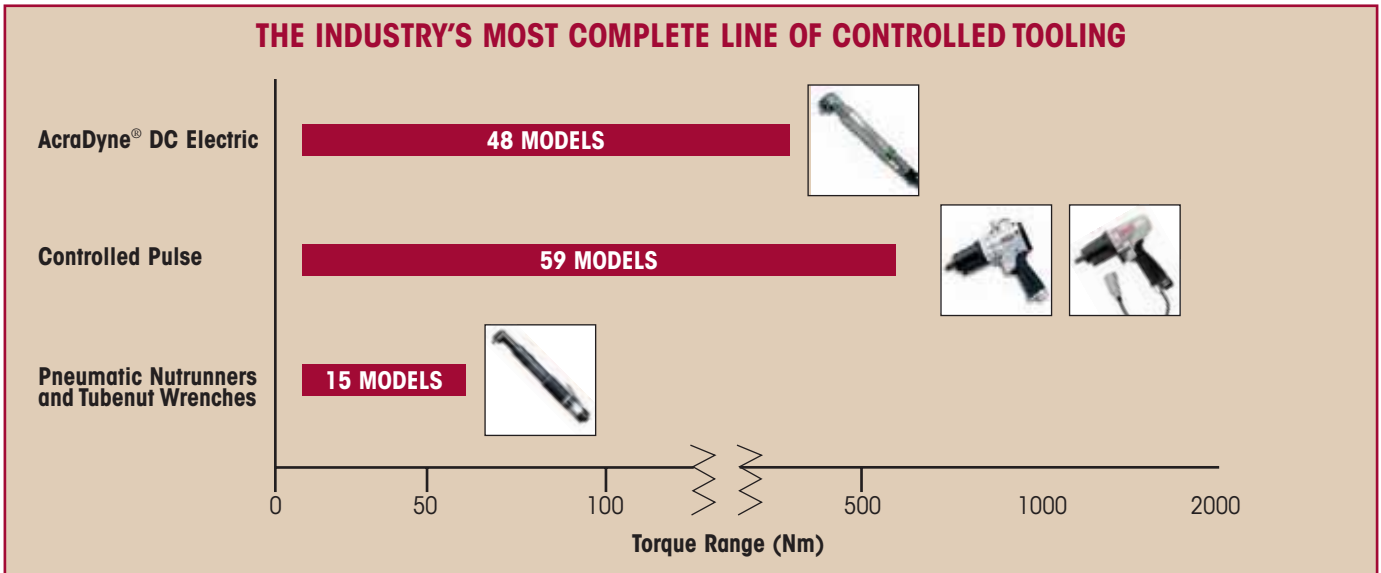 THE INDUSTRY'S MOST COMPLETE LINE OF CONTROLLED TOOLING
AcraDyne® DC Electric
48 MODELS
Controlled Pulse
59 MODELS
Pneumatic Nutrunners
and Tubenut Wrenches
15 MODELS
0 50 100 500 1000 2000
Torque Range (Nm)